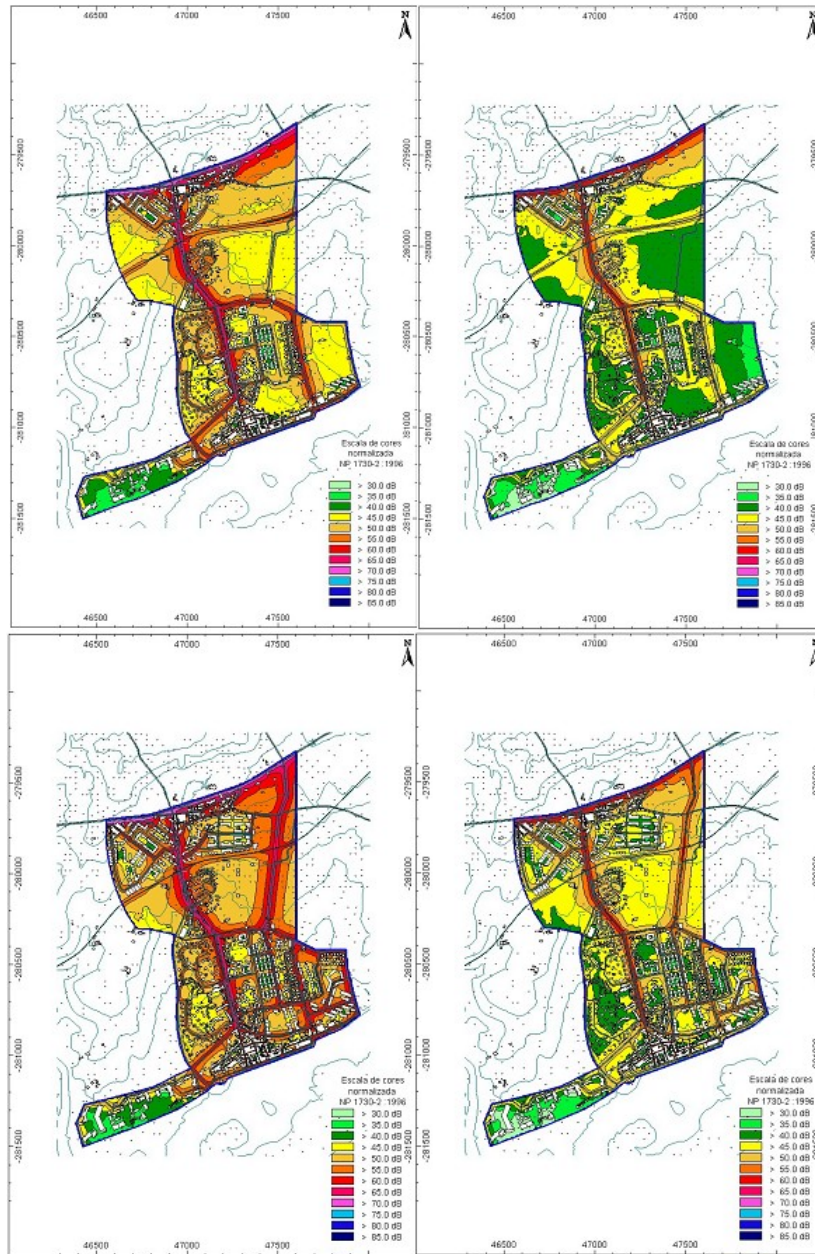 N
46500 47000 47500
-279500
-280000
-280500
-281000
-281500
Escala de cores
normalizada
NP 1730-2 :1996
> 30.0 dB
> 35.0 dB
> 40.0 dB
> 45.0 dB
> 50.0 dB
> 55.0 dB
> 60.0 dB
> 65.0 dB
> 70.0 dB
> 75.0 dB
> 80.0 dB
> 85.0 dB
N
46500 47000 47500
-279500
-280000
-280500
-281000
-281500
Escala de cores
normalizada
NP 1730-2 :1996
> 30.0 dB
> 35.0 dB
> 40.0 dB
> 45.0 dB
> 50.0 dB
> 55.0 dB
> 60.0 dB
> 65.0 dB
> 70.0 dB
> 75.0 dB
> 80.0 dB
> 85.0 dB
N
46500 47000 47500
-279500
-280000
-280500
-281000
-281500
Escala de cores
normalizada
NP 1730-2 :1996
> 30.0 dB
> 35.0 dB
> 40.0 dB
> 45.0 dB
> 50.0 dB
> 55.0 dB
> 60.0 dB
> 65.0 dB
> 70.0 dB
> 75.0 dB
> 80.0 dB
> 85.0 dB
N
46500 47000 47500
-279500
-280000
-280500
-281000
-281500
Escala de cores
normalizada
NP 1730-2 :1996
> 30.0 dB
> 35.0 dB
> 40.0 dB
> 45.0 dB
> 50.0 dB
> 55.0 dB
> 60.0 dB
> 65.0 dB
> 70.0 dB
> 75.0 dB
> 80.0 dB
> 85.0 dB